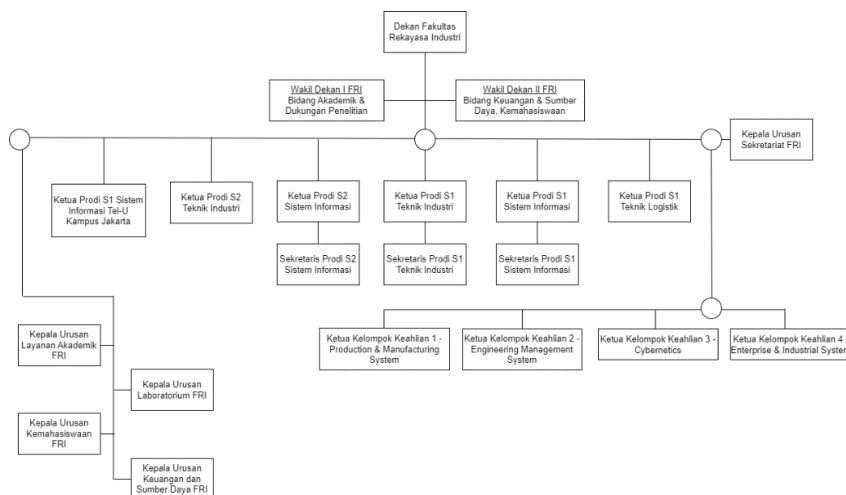 Dekan Fakultas
Rekayasa Industri
Wakil Dekan I FRI
Bidang Akademik &
Dukungan Penelitian
Wakil Dekan II FRI
Bidang Keuangan & Sumber
Daya, Kemahasiswaan
Kepala Urusan
Sekretariat FRI
Ketua Prodi S1 Sistem
Informasi Tel-U
Kampus Jakarta
Ketua Prodi S2
Teknik Industri
Ketua Prodi S2
Sistem Informasi
Ketua Prodi S1
Teknik Industri
Ketua Prodi S1
Sistem Informasi
Ketua Prodi S1
Teknik Logistik
Sekretaris Prodi S2
Sistem Informasi
Sekretaris Prodi S1
Teknik Industri
Sekretaris Prodi S1
Sistem Informasi
Kepala Urusan
Layanan Akademik
FRI
Ketua Kelompok Keahlian 1 -
Production & Manufacturing
System
Ketua Kelompok Keahlian 2 -
Engineering Management
System
Ketua Kelompok Keahlian 3 -
Cybernetics
Ketua Kelompok Keahlian 4 -
Enterprise & Industrial System
Kepala Urusan
Laboratorium FRI
Kepala Urusan
Kemahasiswaan
FRI
Kepala Urusan
Keuangan dan
Sumber Daya FRI